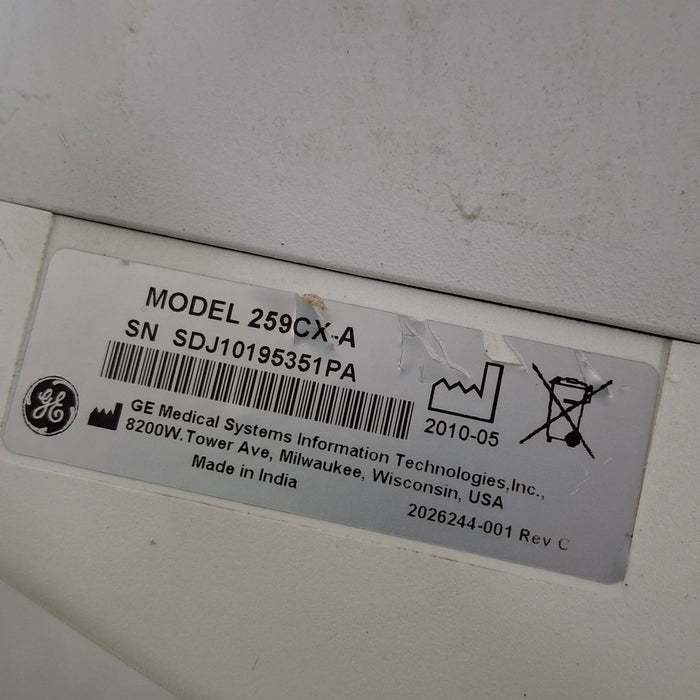 MODEL 259CX-A
SN SDJ10195351PA
GE
GE Medical Systems Information Technologies,Inc.,
8200W.Tower Ave, Milwaukee, Wisconsin, USA
Made in India
2010-05
2026244-001 Rev C